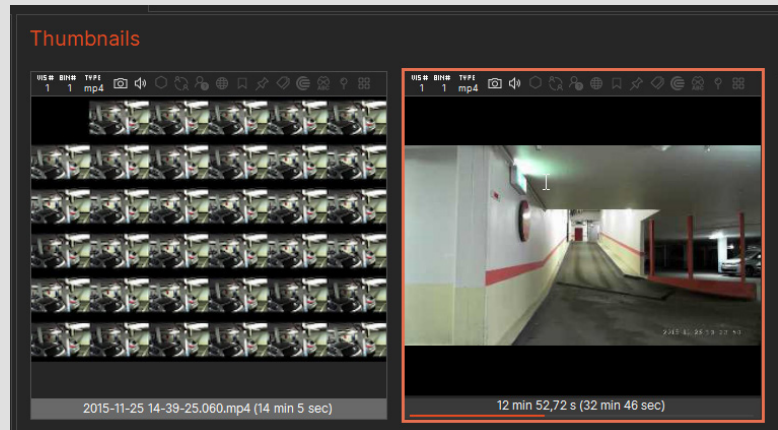 Thumbnails
VIS# BIN# TYPE
1 1 mp4
VIS# BIN# TYPE
1 1 mp4
2015-11-25 14-39-25.060.mp4 (14 min 5 sec)
12 min 52,72 s (32 min 46 sec)